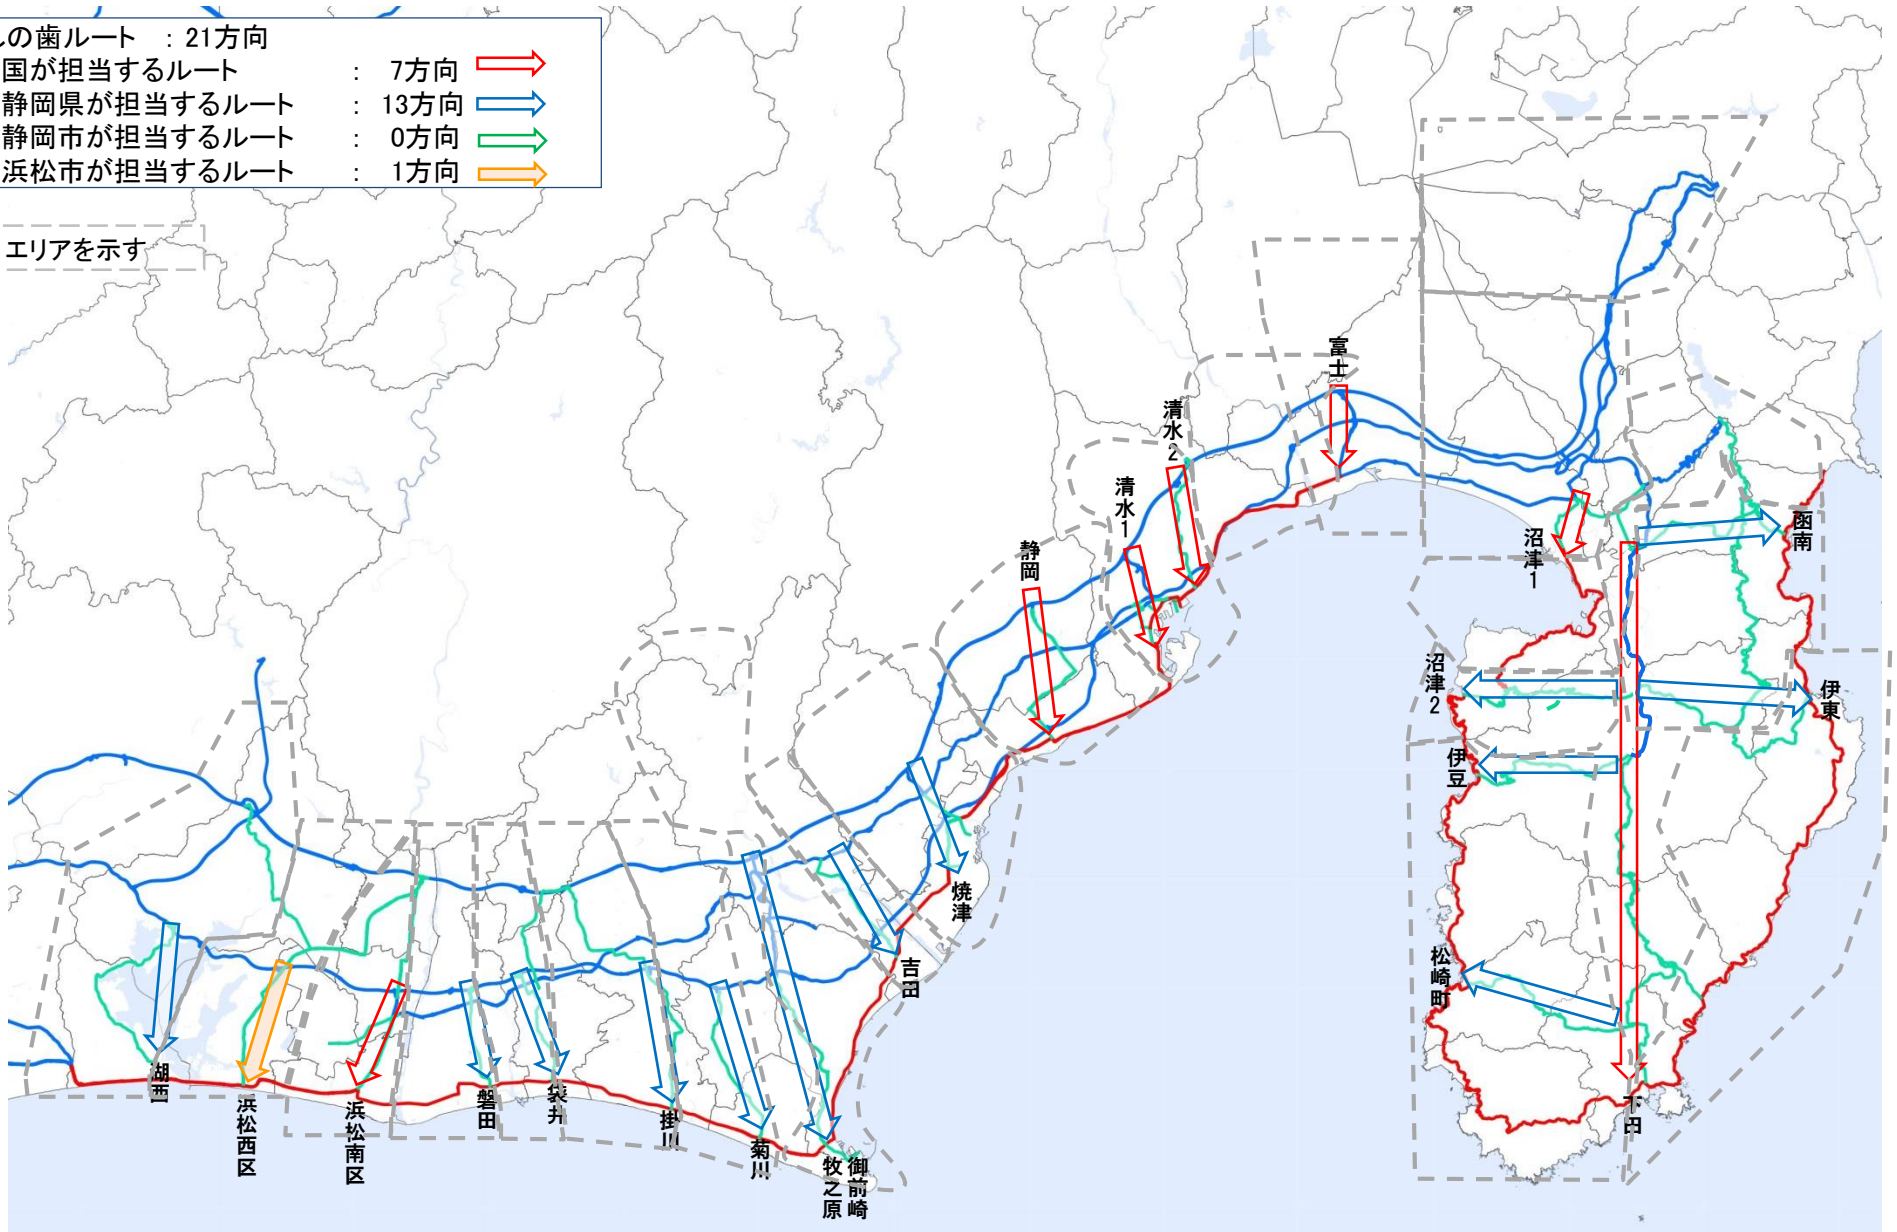 しの歯ルート : 21方向
国が担当するルート : 7方向
静岡県が担当するルート : 13方向
静岡市が担当するルート : 0方向
浜松市が担当するルート : 1方向
エリアを示す
富士
清水2
清水1
静岡
沼津1
函南
沼津2
伊東
伊豆
焼津
吉田
松崎町
湖西
浜松西区
浜松南区
磐田
袋井
掛川
菊川
牧之原
御前崎
下田